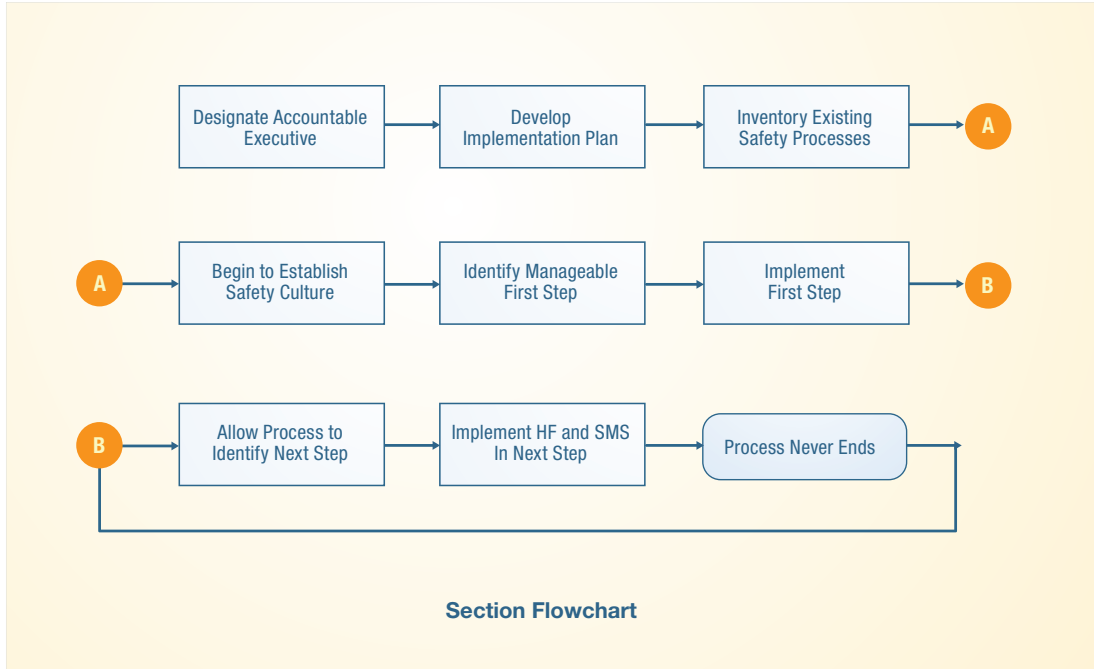 Designate Accountable
Executive
Develop
Implementation Plan
Inventory Existing
Safety Processes
A
A
Begin to Establish
Safety Culture
Identify Manageable
First Step
Implement
First Step
B
B
Allow Process to
Identify Next Step
Implement HF and SMS
In Next Step
Process Never Ends
Section Flowchart